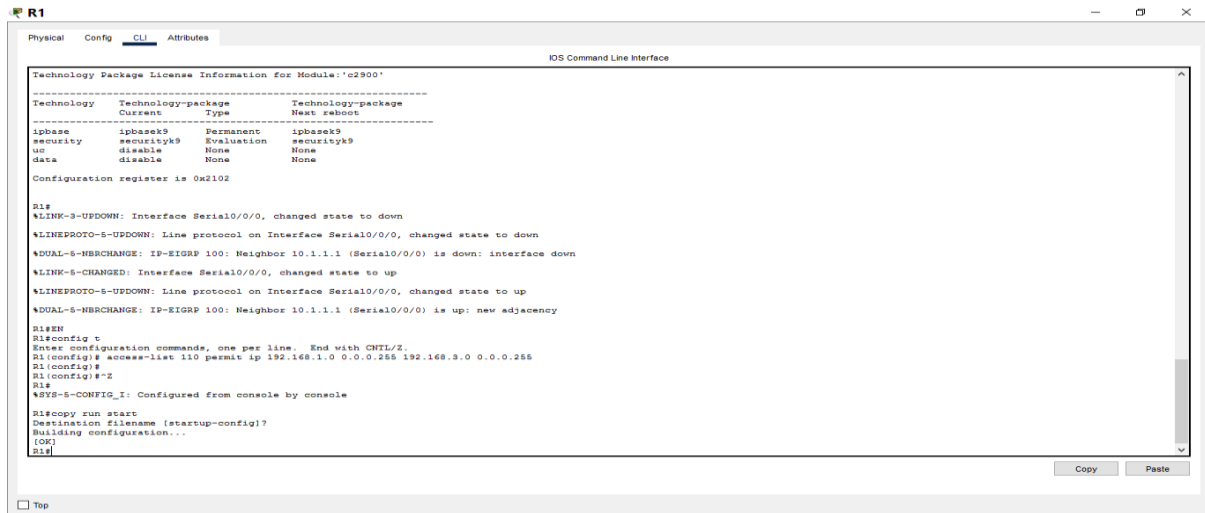 R1
Physical Config CLI Attributes
IOS Command Line Interface
Technology Package License Information for Module:'c2900'
----------------------------------------------------------------
Technology Technology-package Technology-package
Current Type Next reboot
-----------------------------------------------------------------
ipbase ipbasek9 Permanent ipbasek9
security securityk9 Evaluation securityk9
uc disable None None
data disable None None
Configuration register is 0x2102
R1#
%LINK-3-UPDOWN: Interface Serial0/0/0, changed state to down
%LINEPROTO-5-UPDOWN: Line protocol on Interface Serial0/0/0, changed state to down
%DUAL-5-NBRCHANGE: IP-EIGRP 100: Neighbor 10.1.1.1 (Serial0/0/0) is down: interface down
%LINK-5-CHANGED: Interface Serial0/0/0, changed state to up
%LINEPROTO-5-UPDOWN: Line protocol on Interface Serial0/0/0, changed state to up
%DUAL-5-NBRCHANGE: IP-EIGRP 100: Neighbor 10.1.1.1 (Serial0/0/0) is up: new adjacency
R1#EN
R1#config t
Enter configuration commands, one per line. End with CNTL/Z.
R1(config)# access-list 110 permit ip 192.168.1.0 0.0.0.255 192.168.3.0 0.0.0.255
R1(config)#
R1(config)#^Z
R1#
%SYS-5-CONFIG_I: Configured from console by console
R1#copy run start
Destination filename [startup-config]?
Building configuration...
[OK]
R1#
Copy Paste
Top